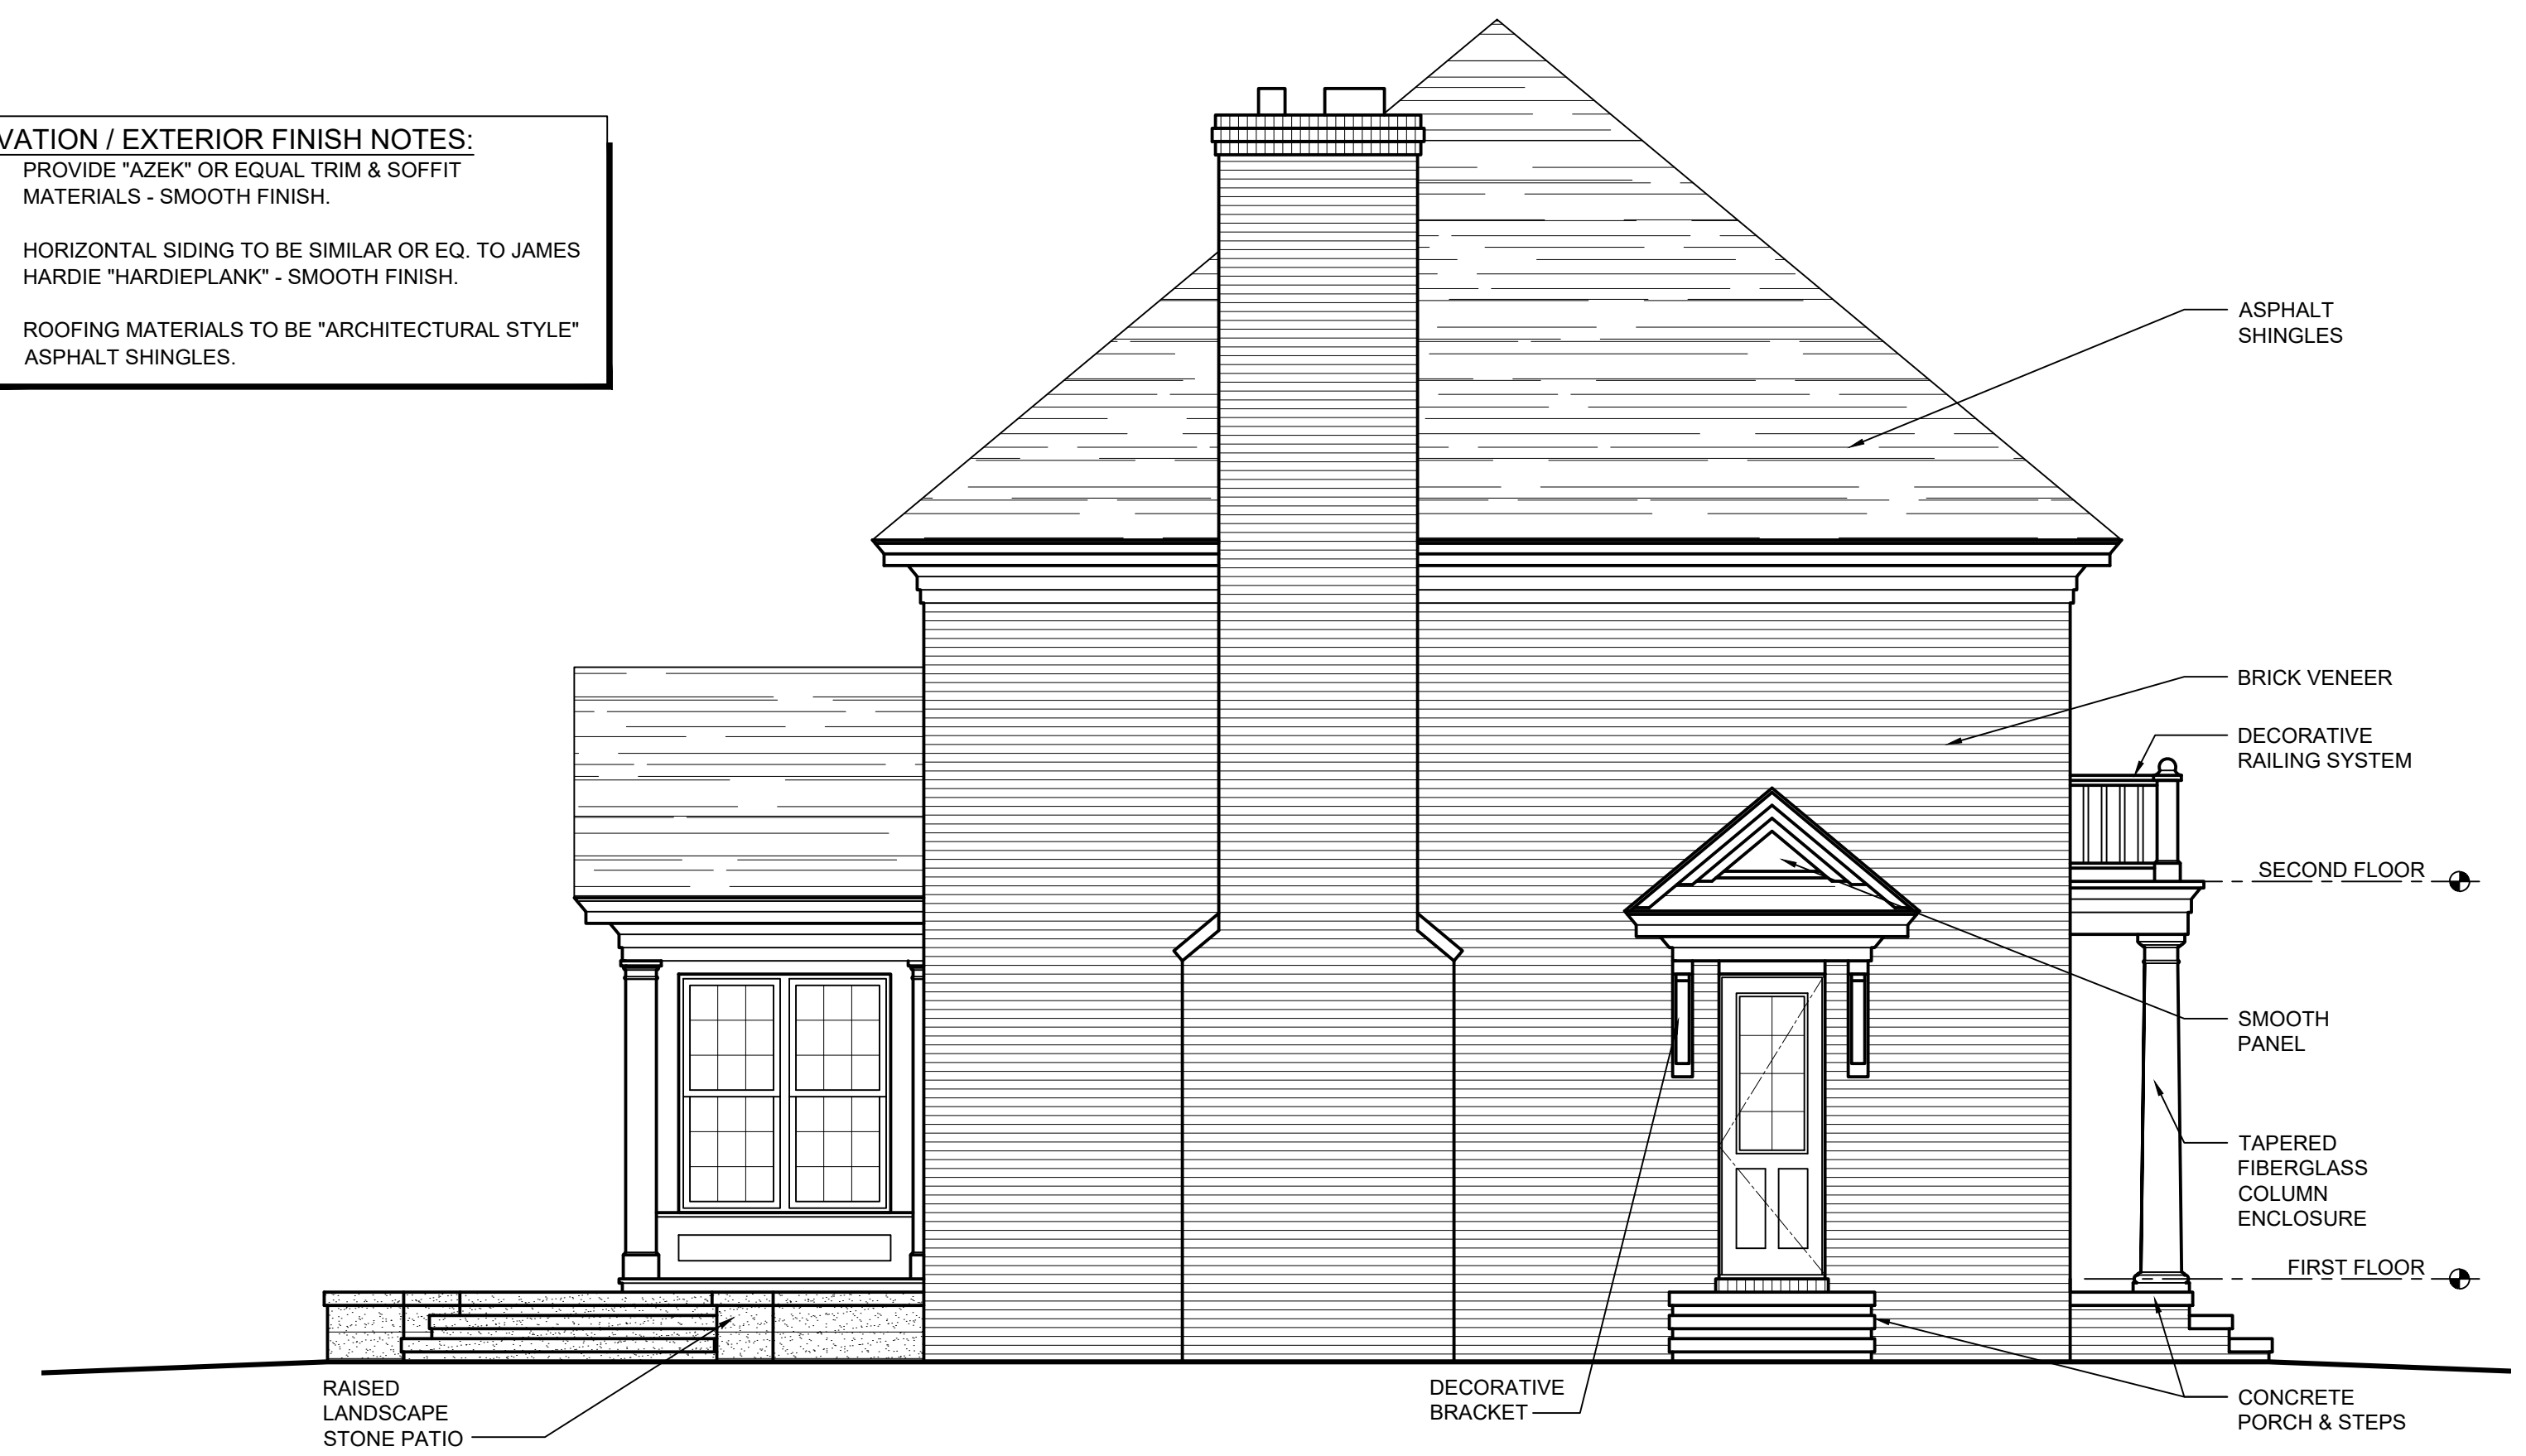 VATION / EXTERIOR FINISH NOTES:
PROVIDE "AZEK" OR EQUAL TRIM & SOFFIT
MATERIALS - SMOOTH FINISH.
HORIZONTAL SIDING TO BE SIMILAR OR EQ. TO JAMES
HARDIE "HARDIEPLANK" - SMOOTH FINISH.
ROOFING MATERIALS TO BE "ARCHITECTURAL STYLE"
ASPHALT SHINGLES.
ASPHALT
SHINGLES
BRICK VENEER
DECORATIVE
RAILING SYSTEM
SECOND FLOOR
SMOOTH
PANEL
TAPERED
FIBERGLASS
COLUMN
ENCLOSURE
FIRST FLOOR
RAISED
LANDSCAPE
STONE PATIO
DECORATIVE
BRACKET
CONCRETE
PORCH & STEPS